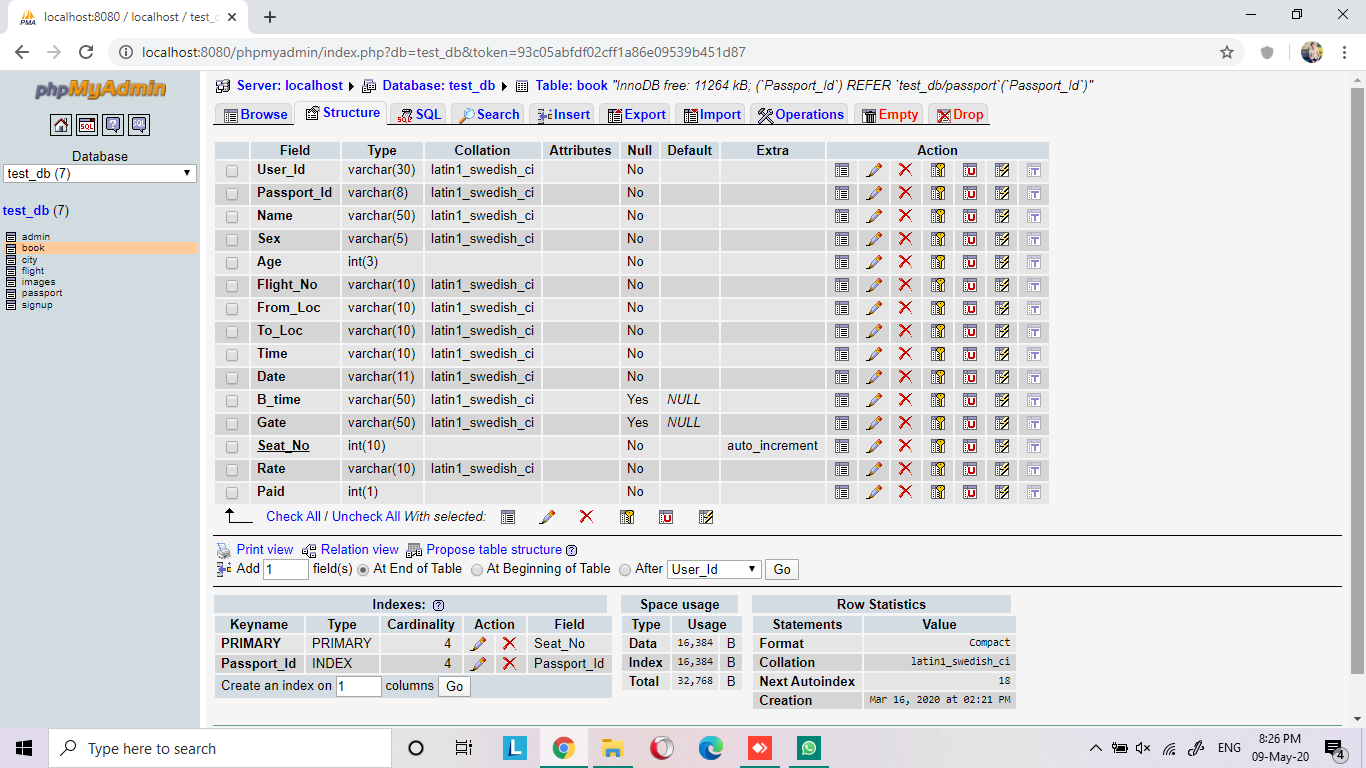 localhost:8080 / localhost / test_
localhost:8080/phpmyadmin/index.php?db=test_db&token=93c05abfdf02cff1a86e09539b451d87
phpMyAdmin
SQL
Database
test_db (7)
test_db (7)
admin
book
city
flight
images
passport
signup
Server: localhost Database: test_db Table: book "InnoDB free: 11264 kB; (`Passport_Id`) REFER `test_db/passport`(`Passport_Id`)"
Browse Structure SQL Search Insert Export Import Operations Empty Drop
Field Type Collation Attributes Null Default Extra Action
User_Id varchar(30) latin1_swedish_ci No
Passport_Id varchar(8) latin1_swedish_ci No
Name varchar(50) latin1_swedish_ci No
Sex varchar(5) latin1_swedish_ci No
Age int(3) No
Flight_No varchar(10) latin1_swedish_ci No
From_Loc varchar(10) latin1_swedish_ci No
To_Loc varchar(10) latin1_swedish_ci No
Time varchar(10) latin1_swedish_ci No
Date varchar(11) latin1_swedish_ci No
B_time varchar(50) latin1_swedish_ci Yes NULL
Gate varchar(50) latin1_swedish_ci Yes NULL
Seat_No int(10) No auto_increment
Rate varchar(10) latin1_swedish_ci No
Paid int(1) No
Check All / Uncheck All With selected:
Print view Relation view Propose table structure
Add 1 field(s) At End of Table At Beginning of Table After User_Id Go
Indexes:
Keyname Type Cardinality Action Field
PRIMARY PRIMARY 4 Seat_No
Passport_Id INDEX 4 Passport_Id
Create an index on 1 columns Go
Space usage
Type Usage
Data 16,384 B
Index 16,384 B
Total 32,768 B
Row Statistics
Statements Value
Format Compact
Collation latin1_swedish_ci
Next Autoindex 18
Creation Mar 16, 2020 at 02:21 PM
Type here to search
ENG
8:26 PM
09-May-20
4